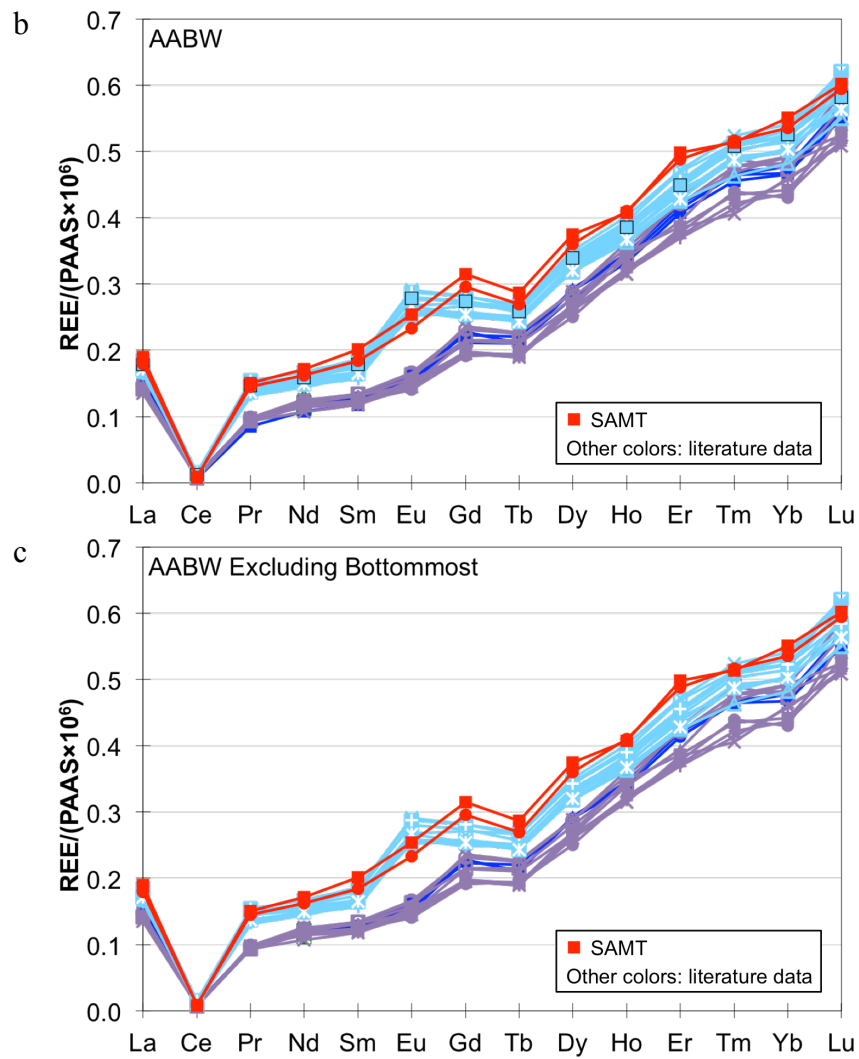 b
AABW
REE/(PAAS×10⁶)
0.7
0.6
0.5
0.4
0.3
0.2
0.1
0.0
SAMT
Other colors: literature data
La Ce Pr Nd Sm Eu Gd Tb Dy Ho Er Tm Yb Lu
c
AABW Excluding Bottommost
REE/(PAAS×10⁶)
0.7
0.6
0.5
0.4
0.3
0.2
0.1
0.0
SAMT
Other colors: literature data
La Ce Pr Nd Sm Eu Gd Tb Dy Ho Er Tm Yb Lu